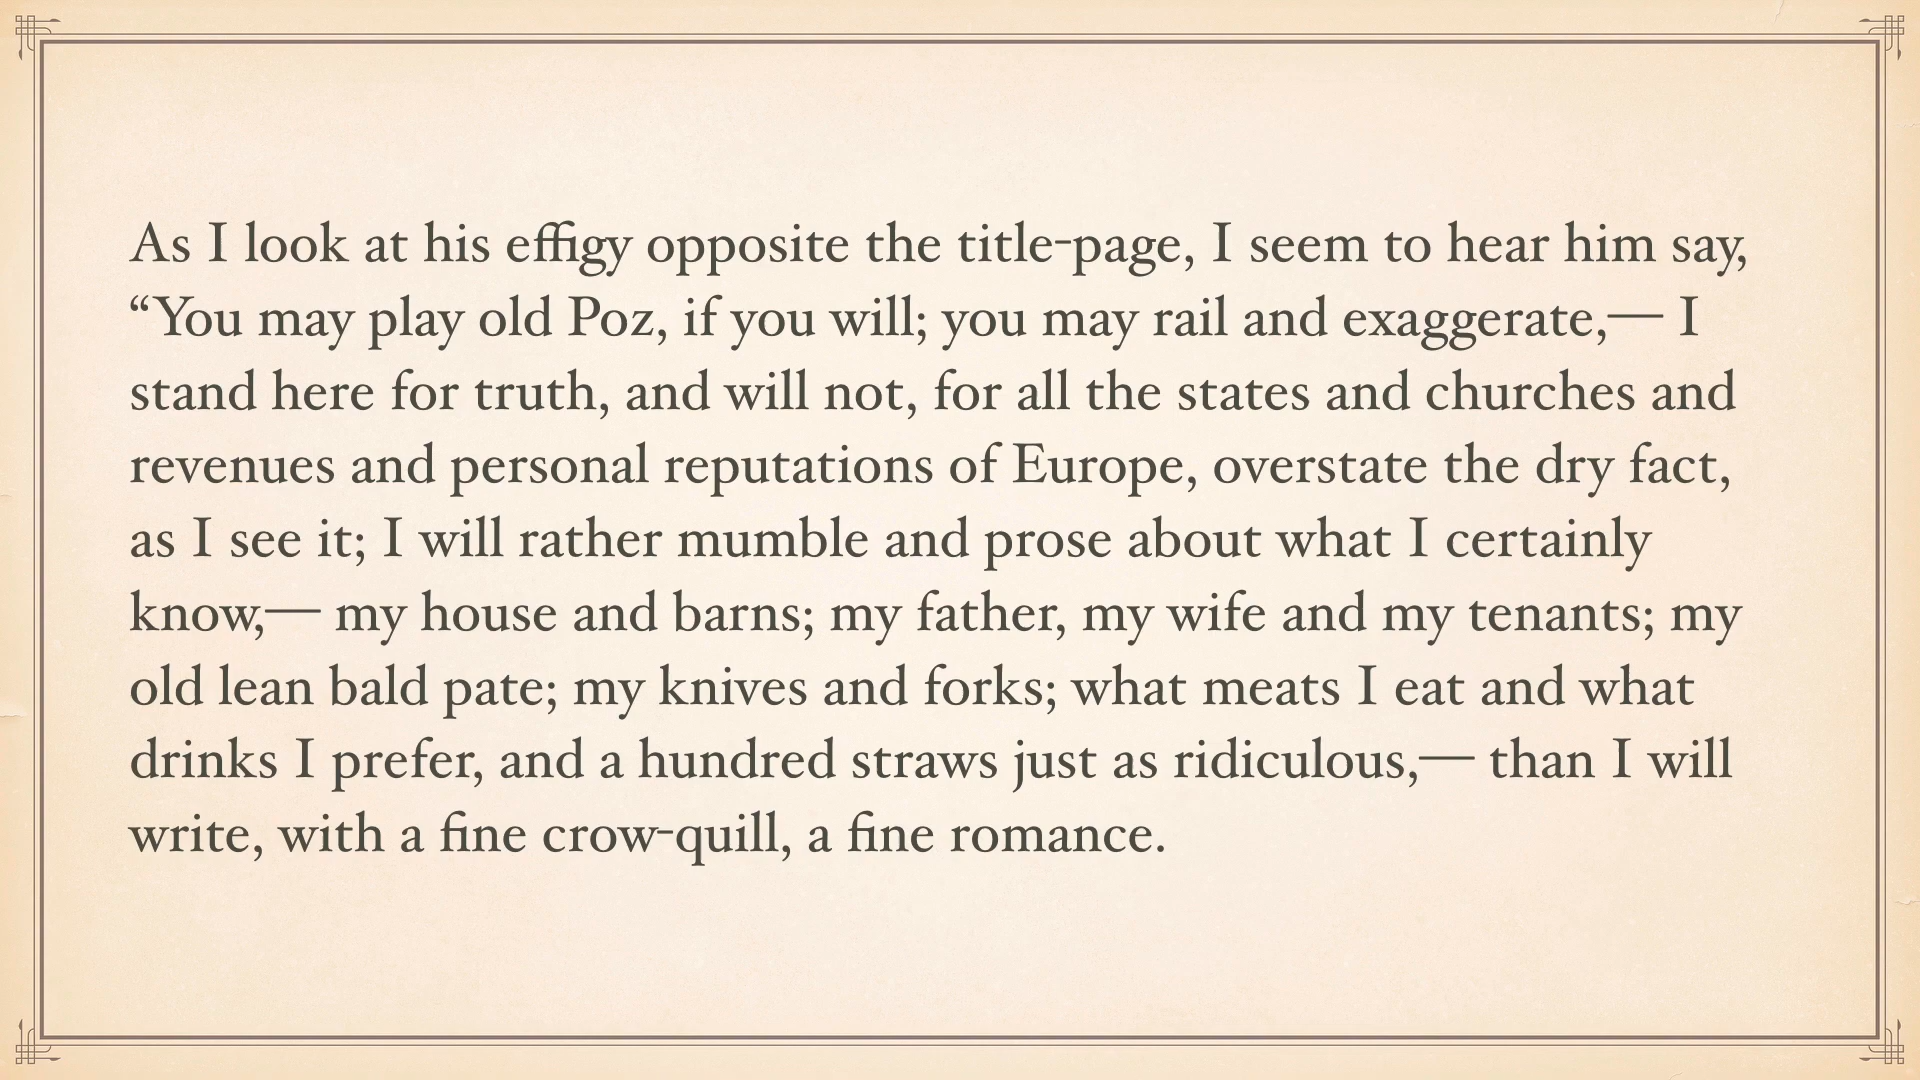 As I look at his effigy opposite the title-page, I seem to hear him say,
“You may play old Poz, if you will; you may rail and exaggerate,— I
stand here for truth, and will not, for all the states and churches and
revenues and personal reputations of Europe, overstate the dry fact,
as I see it; I will rather mumble and prose about what I certainly
know,— my house and barns; my father, my wife and my tenants; my
old lean bald pate; my knives and forks; what meats I eat and what
drinks I prefer, and a hundred straws just as ridiculous,— than I will
write, with a fine crow-quill, a fine romance.